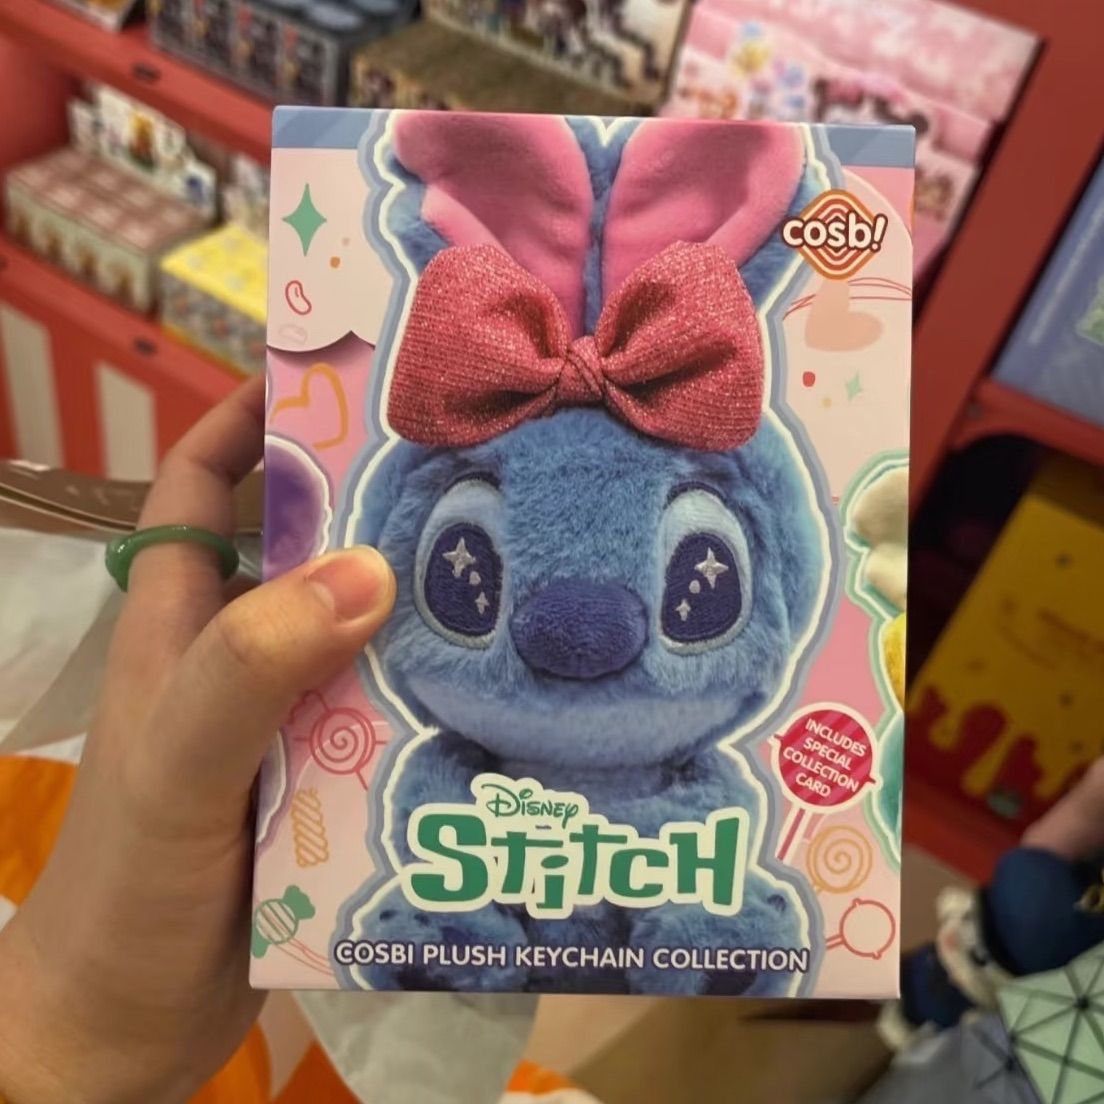 cosb!
INCLUDES
SPECIAL
COLLECTION
CARD
Disney
Stitch
COSBI PLUSH KEYCHAIN COLLECTION